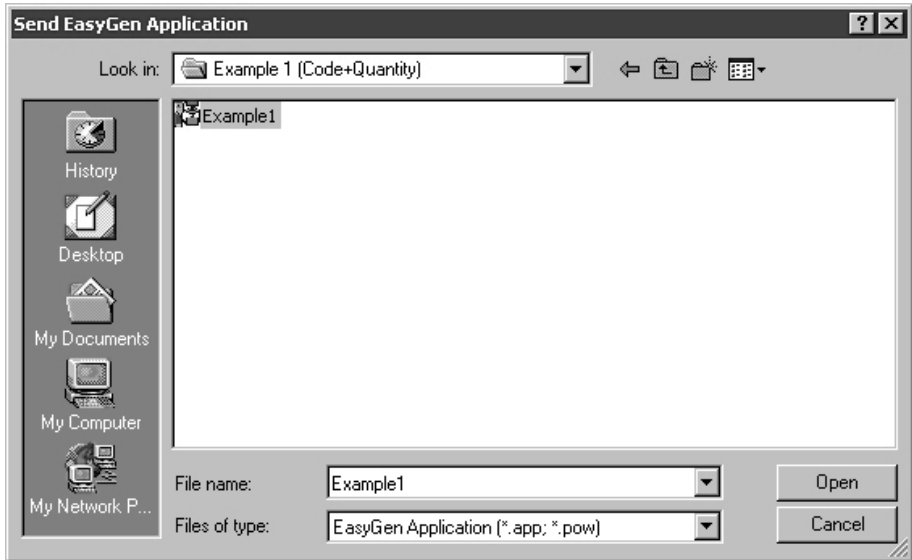 Send EasyGen Application
Look in: Example 1 (Code+Quantity)
Example1
History
Desktop
My Documents
My Computer
My Network P...
File name: Example1 Open
Files of type: EasyGen Application (*.app; *.pow) Cancel